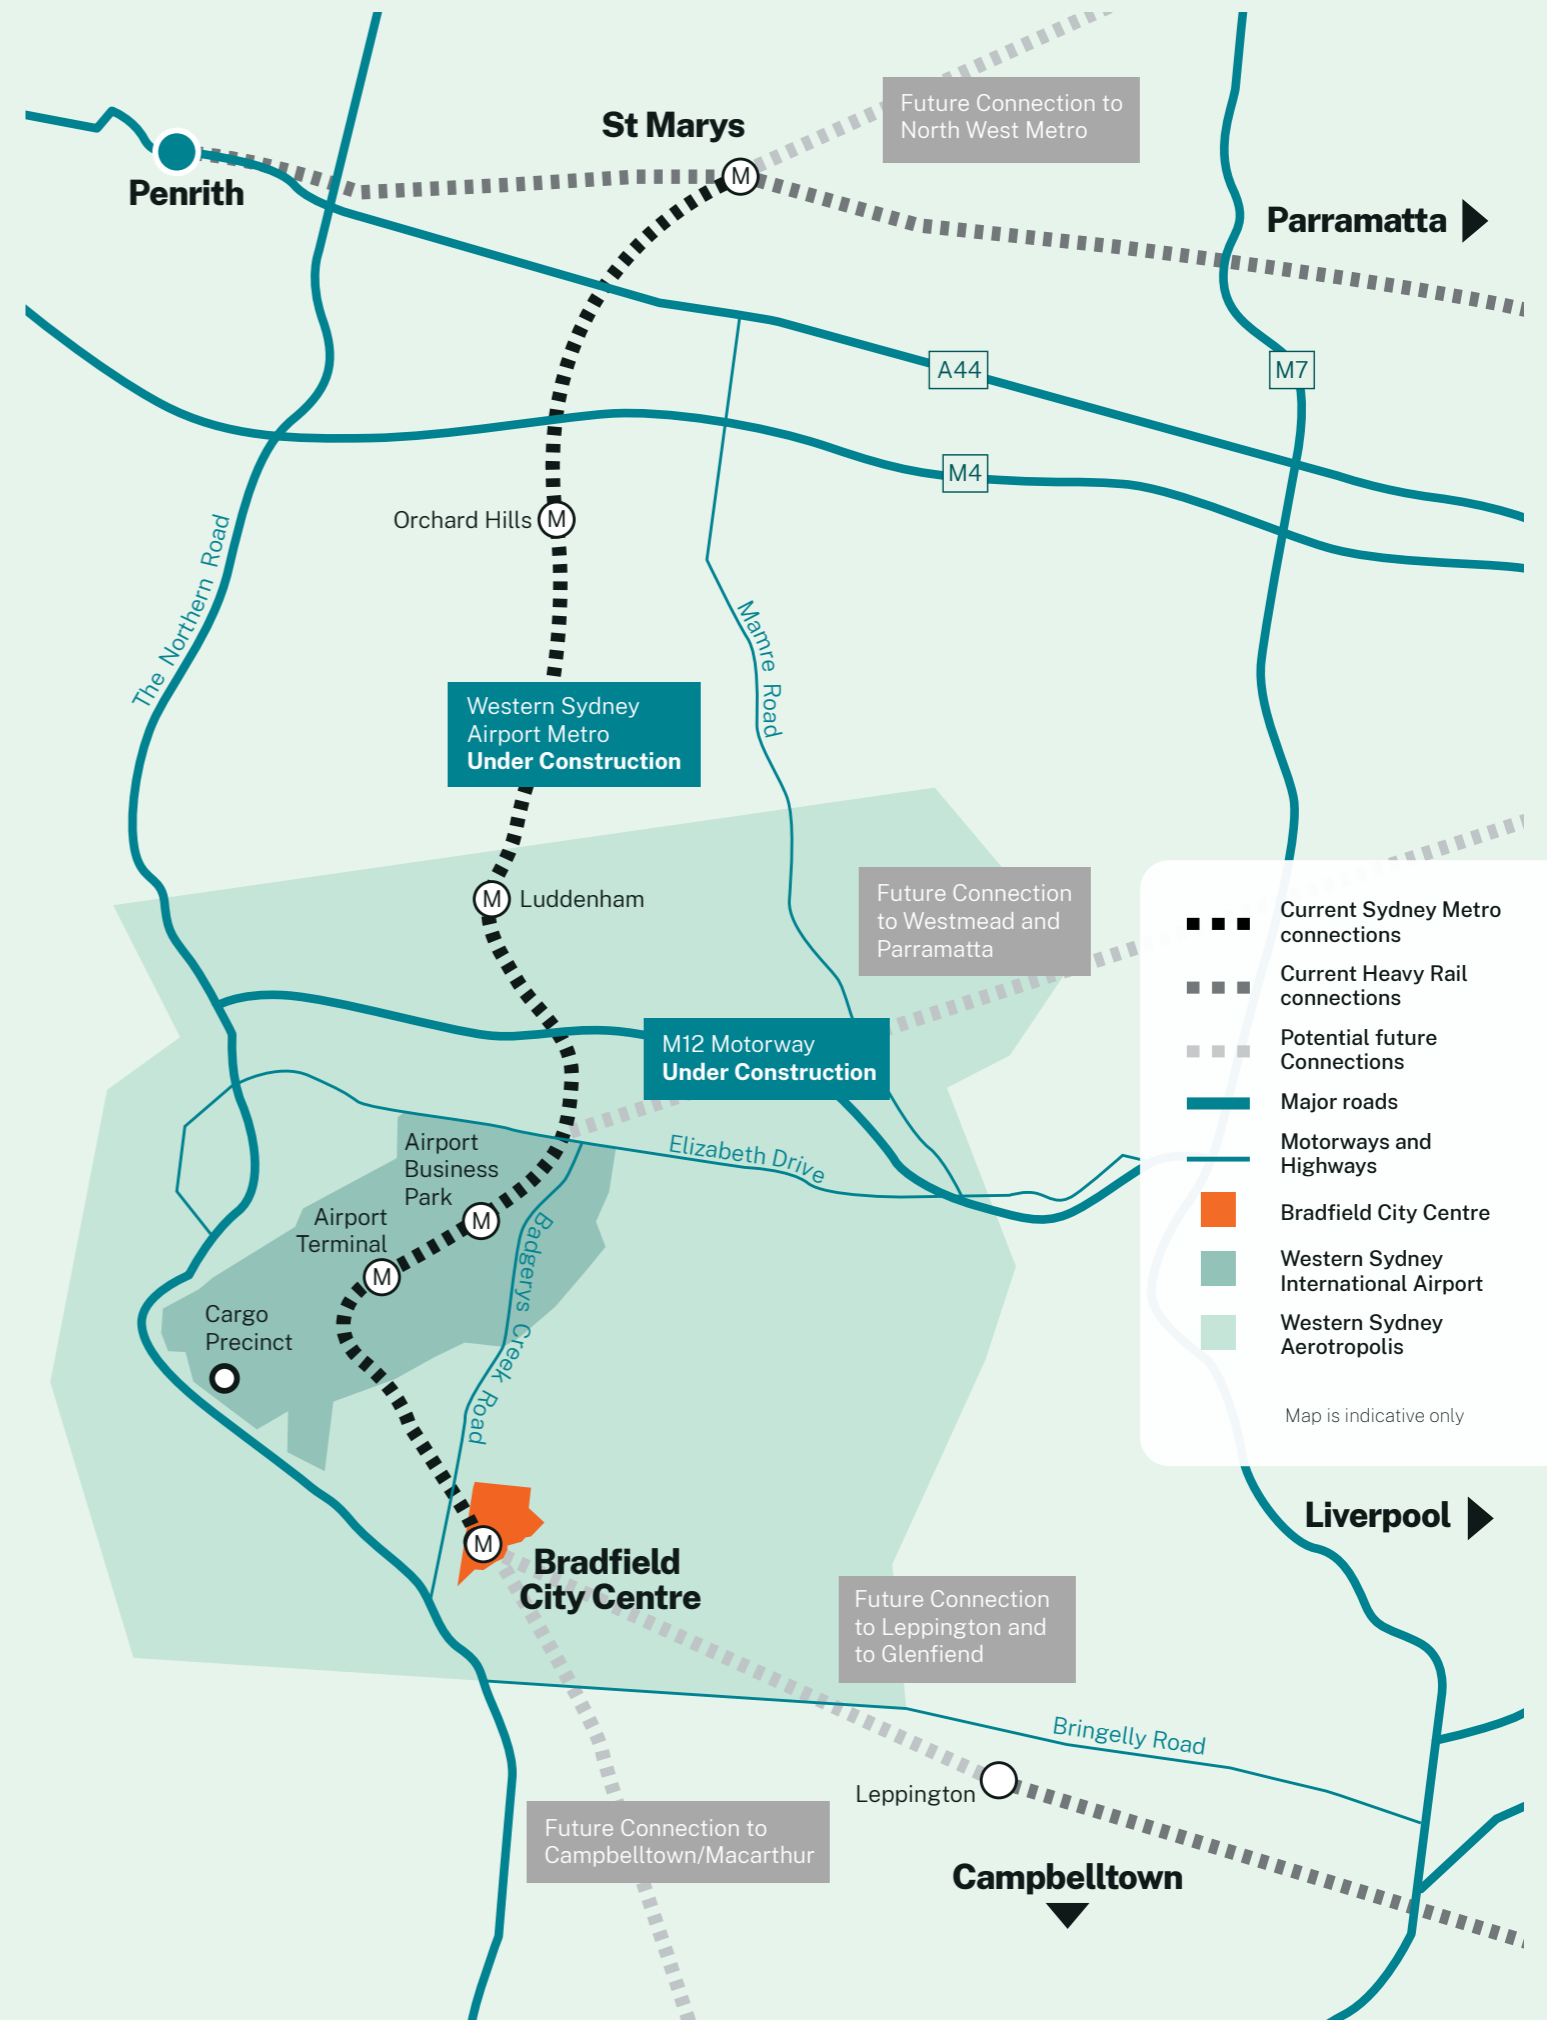 Future Connection to
North West Metro
St Marys
M
Penrith
Parramatta
A44
M7
M4
Orchard Hills
M
The Northern Road
Mamre Road
Western Sydney
Airport Metro
Under Construction
M
Luddenham
Future Connection
to Westmead and
Parramatta
M12 Motorway
Under Construction
Elizabeth Drive
Airport
Business
Park
M
Airport
Terminal
M
Badgerys Creek Road
Cargo
Precinct
M
Bradfield
City Centre
Current Sydney Metro
connections
Current Heavy Rail
connections
Potential future
Connections
Major roads
Motorways and
Highways
Bradfield City Centre
Western Sydney
International Airport
Western Sydney
Aerotropolis
Map is indicative only
Liverpool
Future Connection
to Leppington and
to Glenfiend
Bringelly Road
Leppington
Future Connection to
Campbelltown/Macarthur
Campbelltown